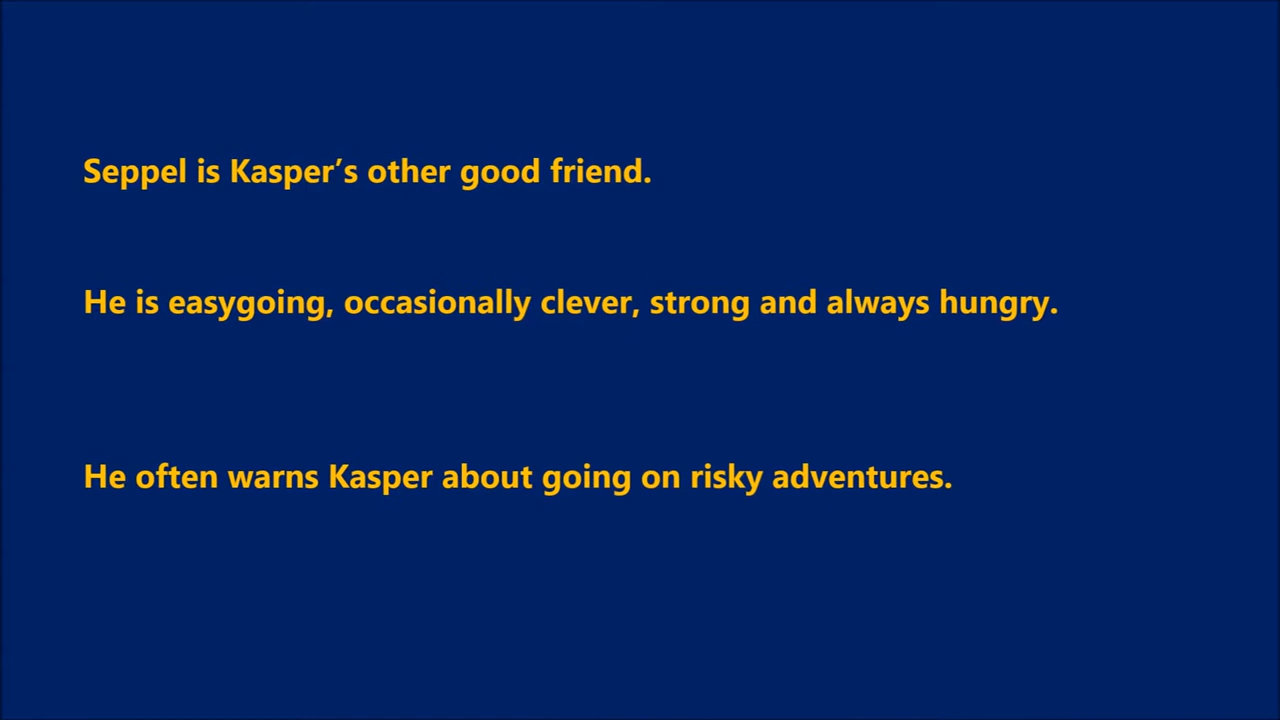 Seppel is Kasper’s other good friend.
He is easygoing, occasionally clever, strong and always hungry.
He often warns Kasper about going on risky adventures.